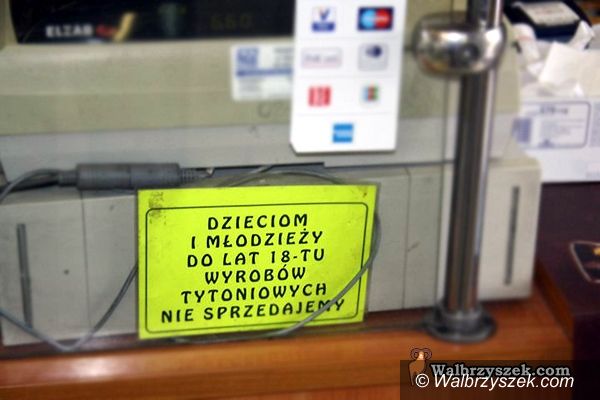 ELZAB
DZIECIOM
I MŁODZIEŻY
DO LAT 18-TU
WYROBÓW
TYTONIOWYCH
NIE SPRZEDAJEMY
Walbrzyszek.com
© Walbrzyszek.com